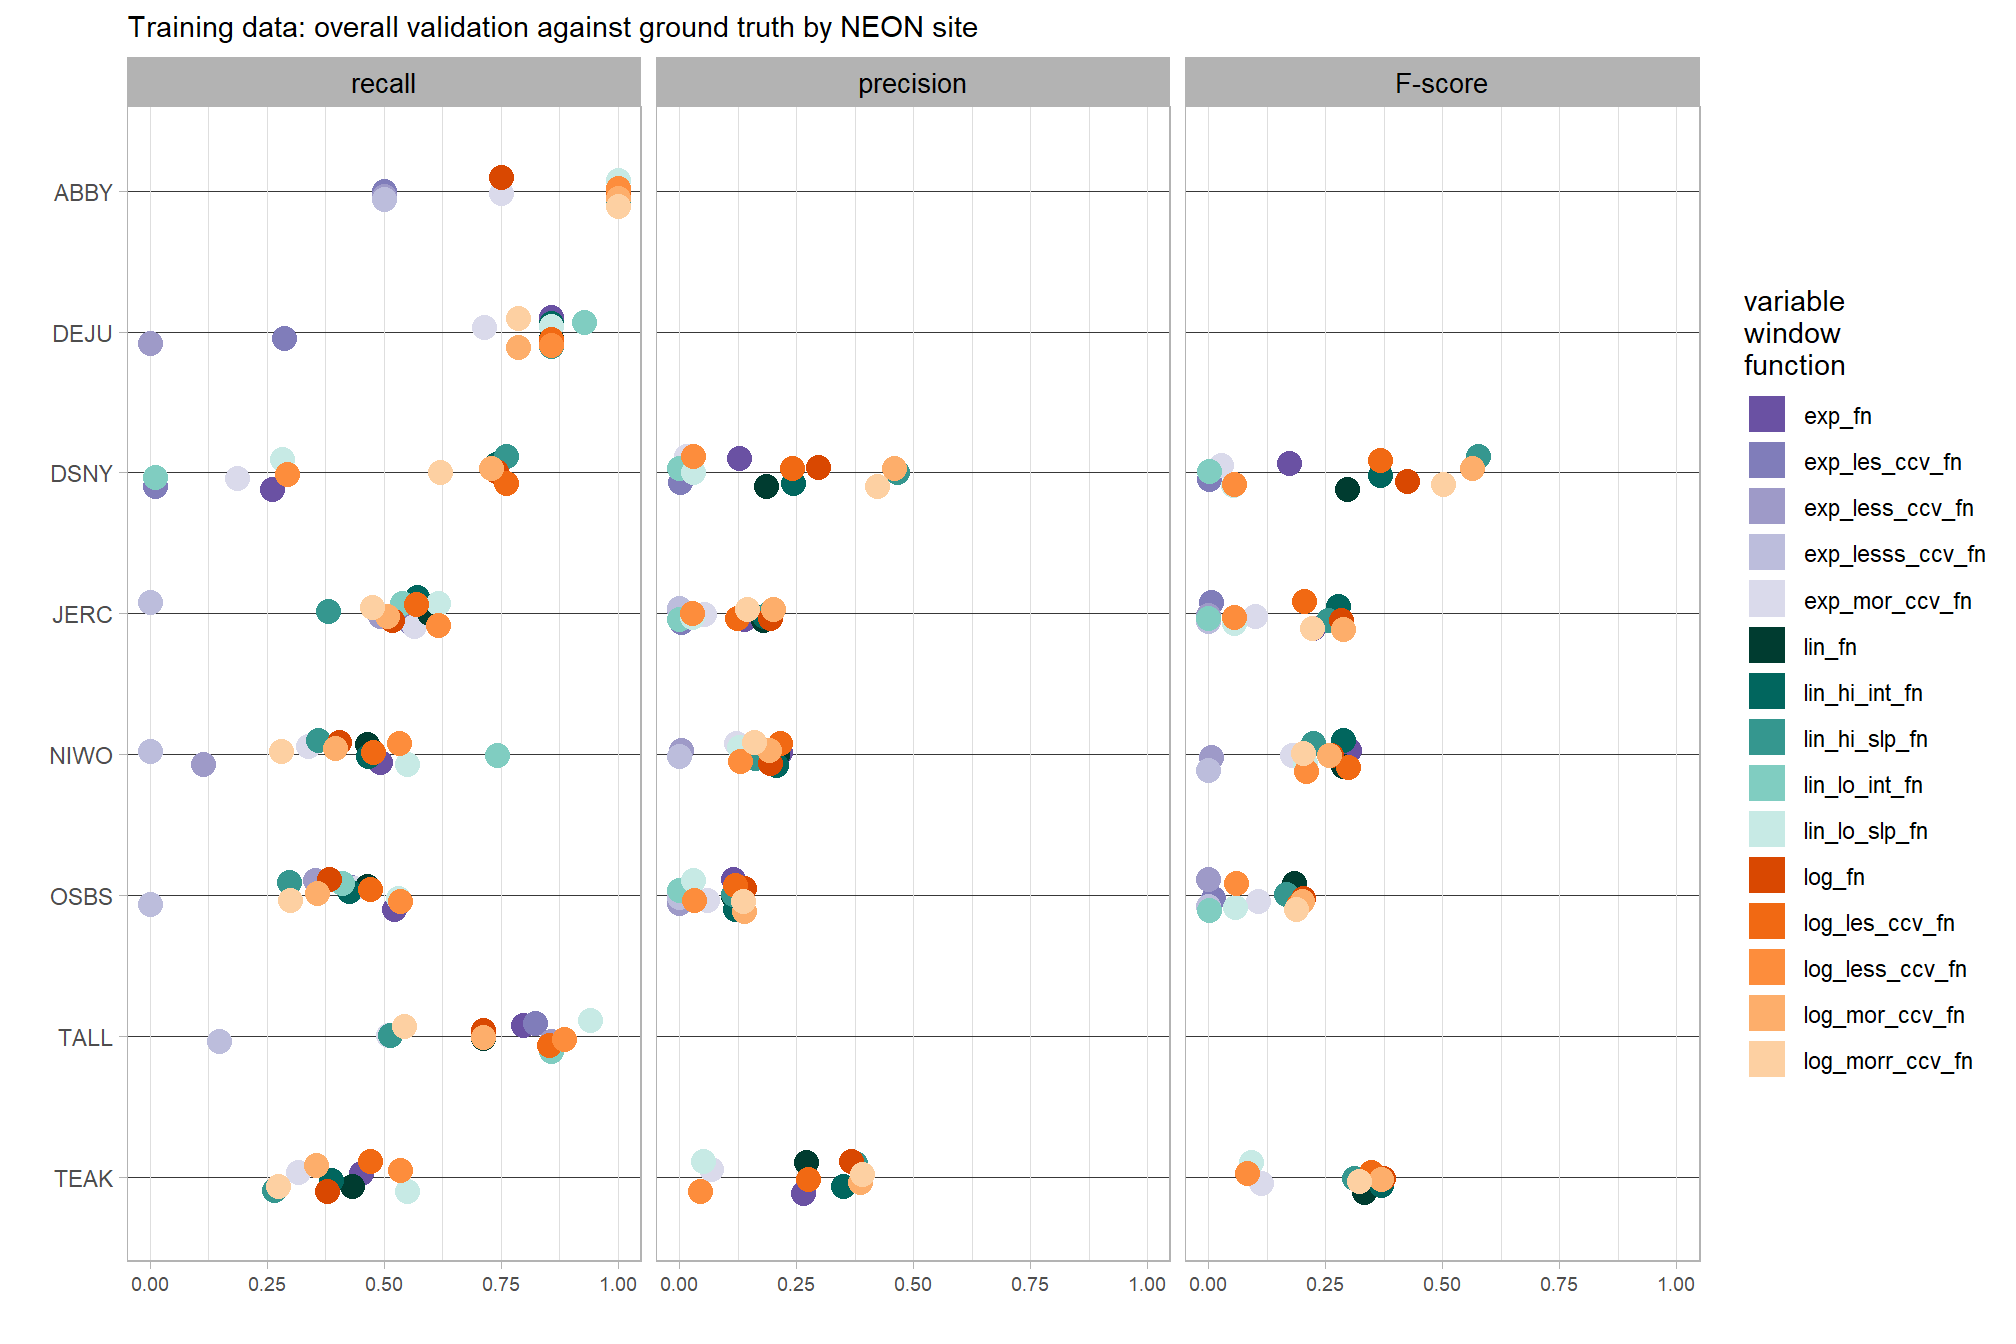 Training data: overall validation against ground truth by NEON site
recall
precision
F-score
ABBY
DEJU
DSNY
JERC
NIWO
OSBS
TALL
TEAK
0.00 0.25 0.50 0.75 1.00
0.00 0.25 0.50 0.75 1.00
0.00 0.25 0.50 0.75 1.00
variable
window
function
exp_fn
exp_les_ccv_fn
exp_less_ccv_fn
exp_lesss_ccv_fn
exp_mor_ccv_fn
lin_fn
lin_hi_int_fn
lin_hi_slp_fn
lin_lo_int_fn
lin_lo_slp_fn
log_fn
log_les_ccv_fn
log_less_ccv_fn
log_mor_ccv_fn
log_morr_ccv_fn